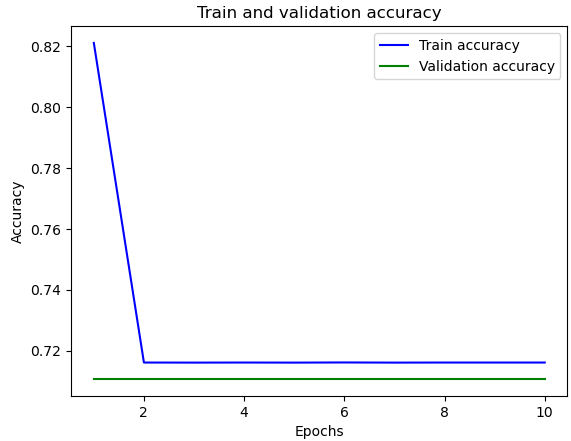 Train and validation accuracy
Train accuracy
Validation accuracy
0.82
0.80
0.78
0.76
0.74
0.72
Accuracy
2 4 6 8 10
Epochs